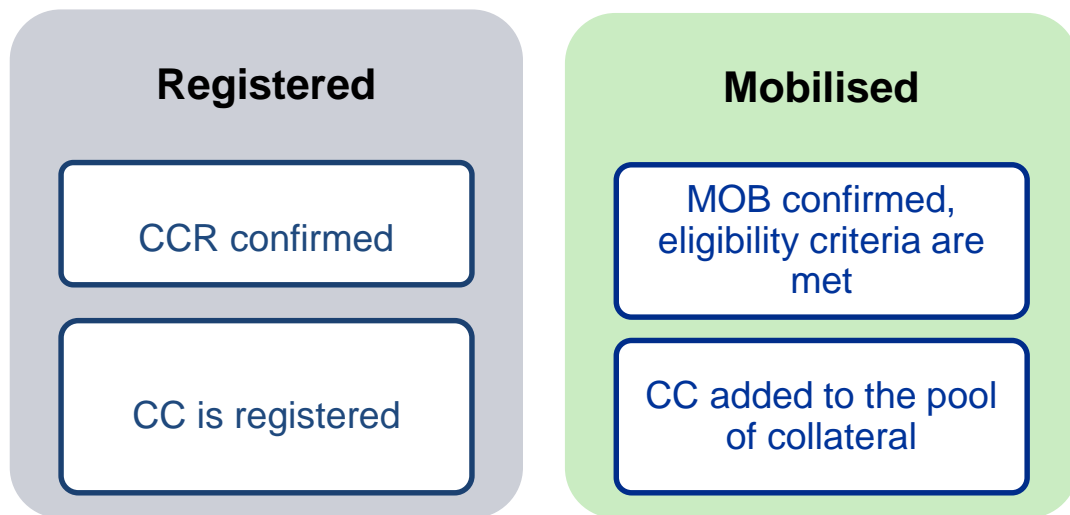 Registered
CCR confirmed
CC is registered
Mobilised
MOB confirmed,
eligibility criteria are
met
CC added to the pool
of collateral